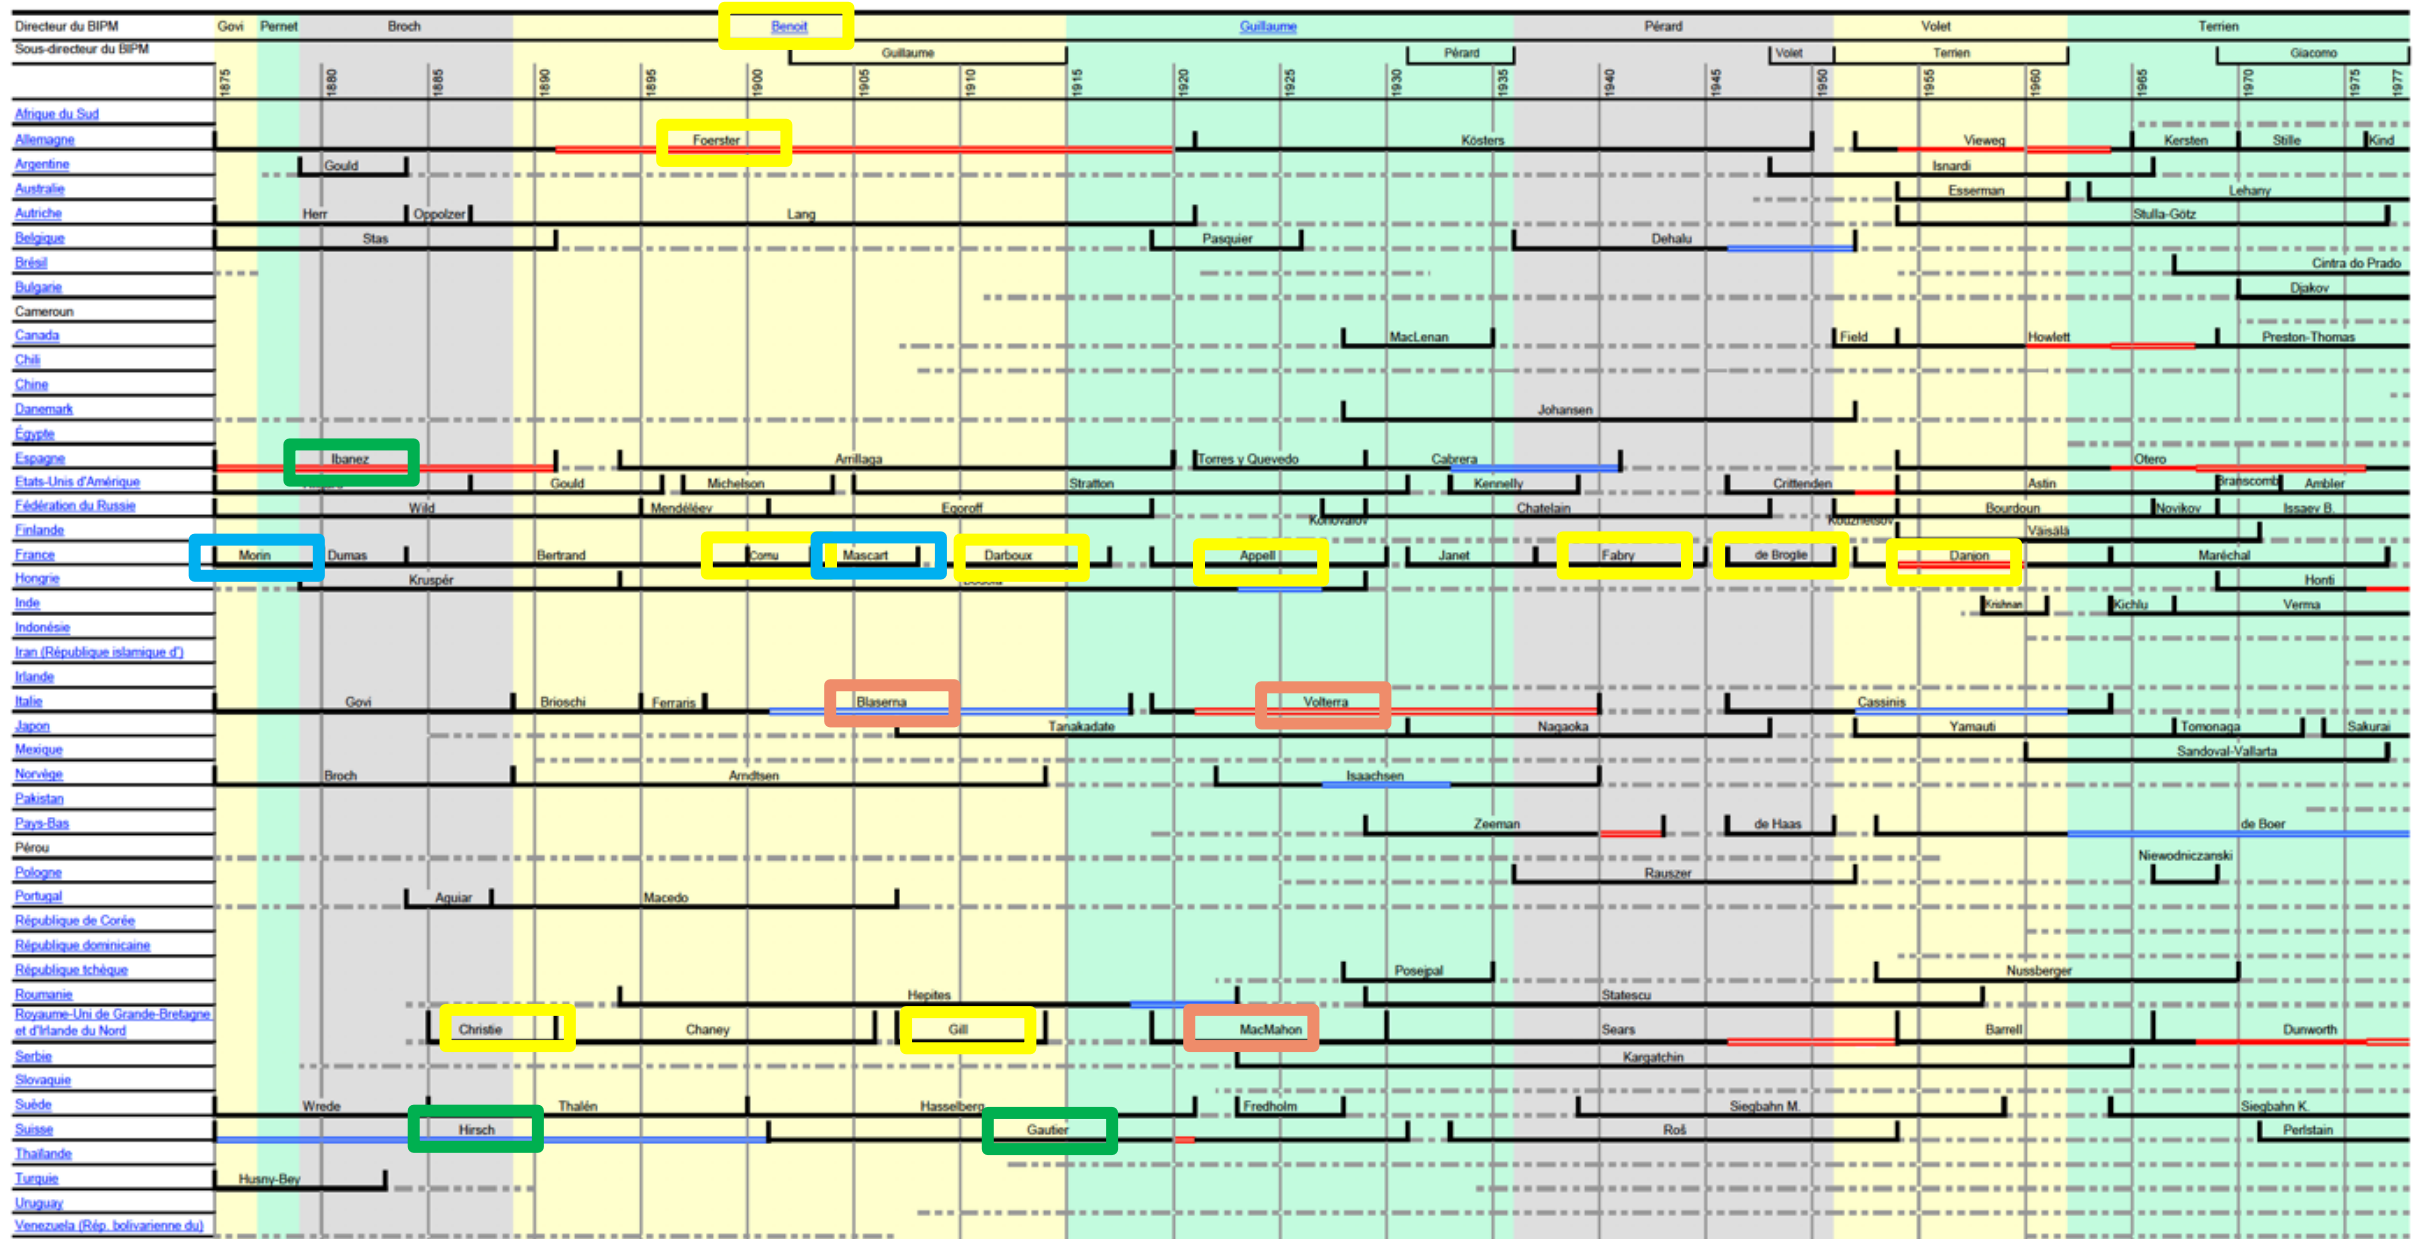 Directeur du BIPM Govi Pernet Broch Benoit Guillaume Pérard Volet Terrien
Sous-directeur du BIPM Guillaume Pérard Volet Terrien Giacomo
1875 1880 1885 1890 1895 1900 1905 1910 1915 1920 1925 1930 1935 1940 1945 1950 1955 1960 1965 1970 1975 1977
Afrique du Sud
Allemagne Foerster Kösters Vieweg Kersten Stille Kind
Argentine Gould Isnardi
Australie Esserman Lehany
Autriche Herr Oppolzer Lang Stulla-Götz
Belgique Stas Pasquier Dehalu
Brésil Cintra do Prado
Bulgarie Djakov
Cameroun
Canada MacLenan Field Howlett Preston-Thomas
Chili
Chine
Danemark Johansen
Égypte
Espagne Ibanez Arrillaga Torres y Quevedo Cabrera Otero
Etats-Unis d'Amérique Gould Michelson Stratton Kennelly Crittenden Astin Branscomb Ambler
Fédération du Russie Wild Mendéléev Egoroff Konovalov Chatelain Kouznetsov Bourdoun Novikov Issaev B.
Finlande Väisälä
France Morin Dumas Bertrand Cornu Mascart Darboux Appell Janet Fabry de Broglie Danjon Maréchal
Hongrie Kruspér Bodola Honti
Inde Krishnan Kichlu Verma
Indonésie
Iran (République islamique d')
Irlande
Italie Govi Brioschi Ferraris Blaserna Volterra Cassinis
Japon Tanakadate Nagaoka Yamauti Tomonaga Sakurai
Mexique Sandoval-Vallarta
Norvège Broch Arndtsen Isaachsen
Pakistan
Pays-Bas Zeeman de Haas de Boer
Pérou
Pologne Rauszer Niewodniczanski
Portugal Aguiar Macedo
République de Corée
République dominicaine
République tchèque Posejpal Nussberger
Roumanie Hepites Statescu
Royaume-Uni de Grande-Bretagne
et d'Irlande du Nord Christie Chaney Gill MacMahon Sears Barrell Dunworth
Serbie Kargatchin
Slovaquie
Suède Wrede Thalén Hasselberg Fredholm Siegbahn M. Siegbahn K.
Suisse Hirsch Gautier Roš Perlstain
Thaïlande
Turquie Husny-Bey
Uruguay
Venezuela (Rép. bolivarienne du)